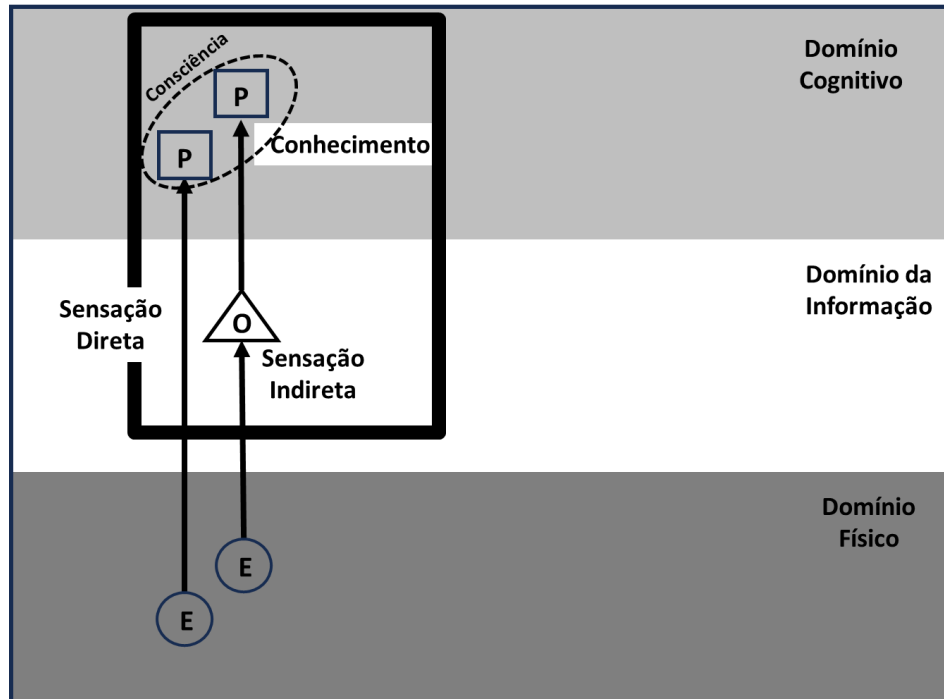 Domínio
Cognitivo
Consciência
P
P
Conhecimento
Domínio da
Informação
Sensação
Direta
O
Sensação
Indireta
Domínio
Físico
E
E